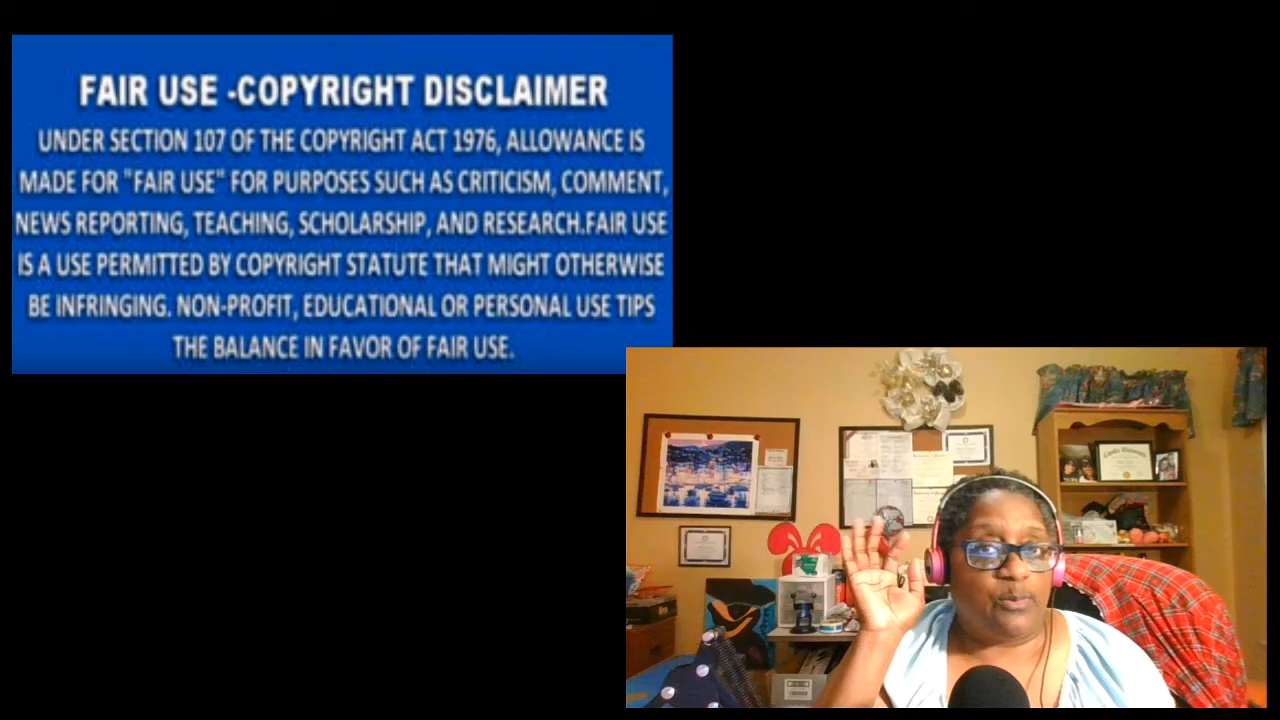 FAIR USE -COPYRIGHT DISCLAIMER
UNDER SECTION 107 OF THE COPYRIGHT ACT 1976, ALLOWANCE IS
MADE FOR "FAIR USE" FOR PURPOSES SUCH AS CRITICISM, COMMENT,
NEWS REPORTING, TEACHING, SCHOLARSHIP, AND RESEARCH.FAIR USE
IS A USE PERMITTED BY COPYRIGHT STATUTE THAT MIGHT OTHERWISE
BE INFRINGING. NON-PROFIT, EDUCATIONAL OR PERSONAL USE TIPS
THE BALANCE IN FAVOR OF FAIR USE.